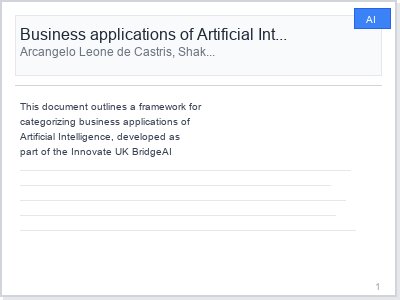 AI
Business applications of Artificial Int...
Arcangelo Leone de Castris, Shak...
This document outlines a framework for
categorizing business applications of
Artificial Intelligence, developed as
part of the Innovate UK BridgeAI
1